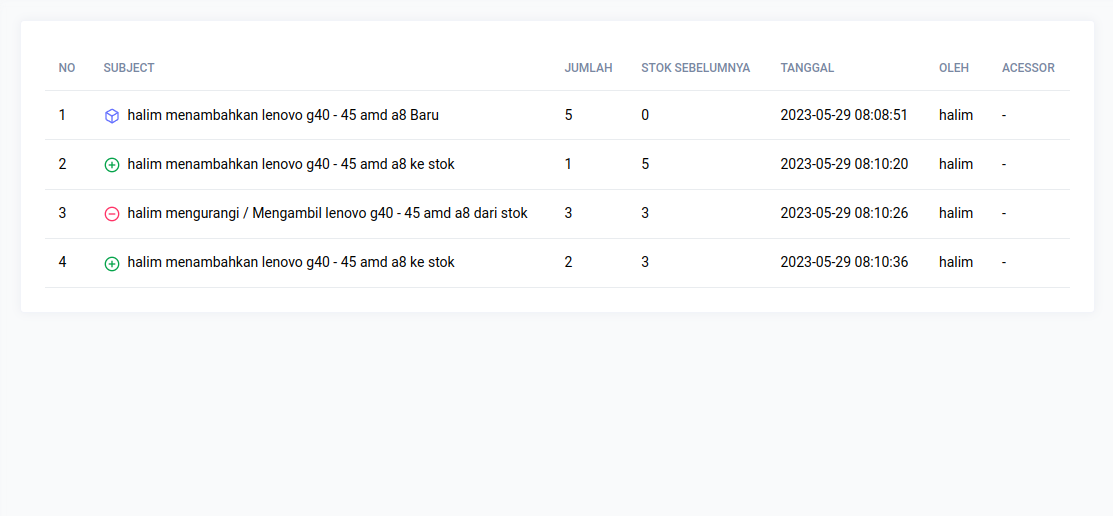 NO SUBJECT JUMLAH STOK SEBELUMNYA TANGGAL OLEH ACESSOR
1 halim menambahkan lenovo g40 - 45 amd a8 Baru 5 0 2023-05-29 08:08:51 halim -
2 halim menambahkan lenovo g40 - 45 amd a8 ke stok 1 5 2023-05-29 08:10:20 halim -
3 halim mengurangi / Mengambil lenovo g40 - 45 amd a8 dari stok 3 3 2023-05-29 08:10:26 halim -
4 halim menambahkan lenovo g40 - 45 amd a8 ke stok 2 3 2023-05-29 08:10:36 halim -